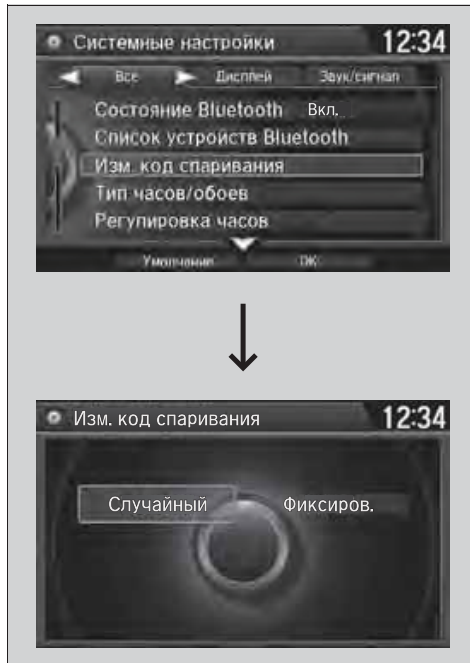 Системные настройки 12:34
Все Дисплей Звук/сигнал
Состояние Bluetooth Вкл.
Список устройств Bluetooth
Изм. код спаривания
Тип часов/обоев
Регулировка часов
Умолчание OK
Изм. код спаривания 12:34
Случайный Фиксиров.